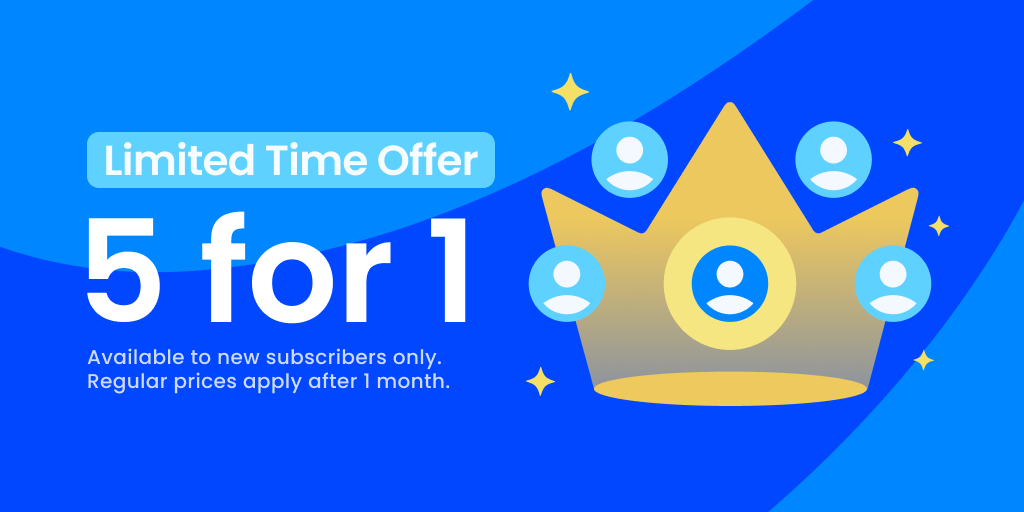 Limited Time Offer
5 for 1
Available to new subscribers only.
Regular prices apply after 1 month.